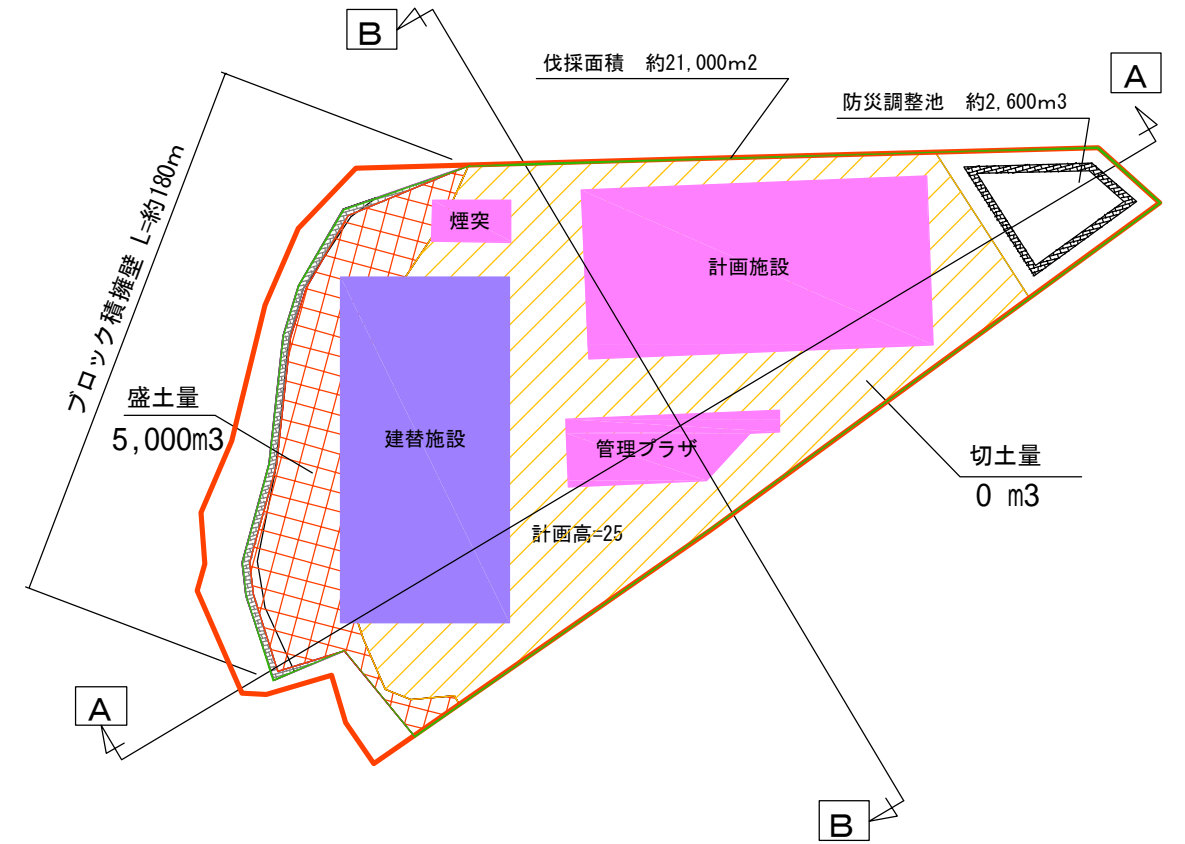 B
伐採面積　約21,000m2
A
防災調整池　約2,600m3
ブロック積擁壁 L=約180m
煙突
計画施設
盛土量
5,000m3
建替施設
管理プラザ
切土量
0 m3
計画高=25
A
B